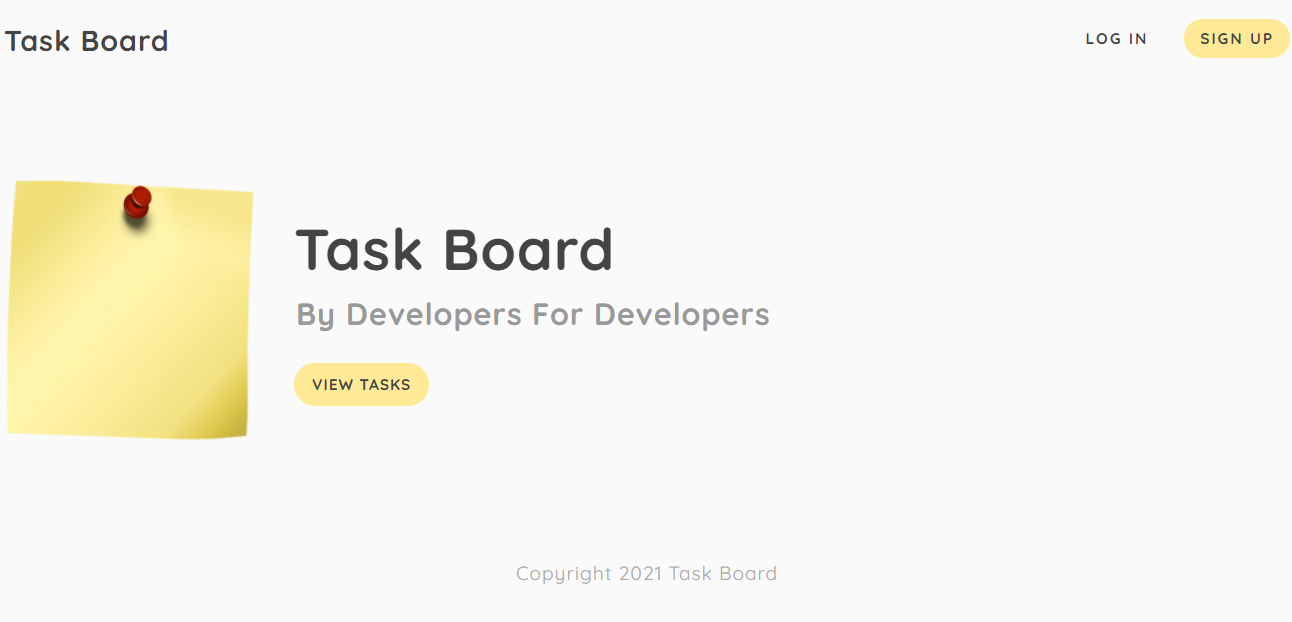 Task Board
LOG IN
SIGN UP
Task Board
By Developers For Developers
VIEW TASKS
Copyright 2021 Task Board